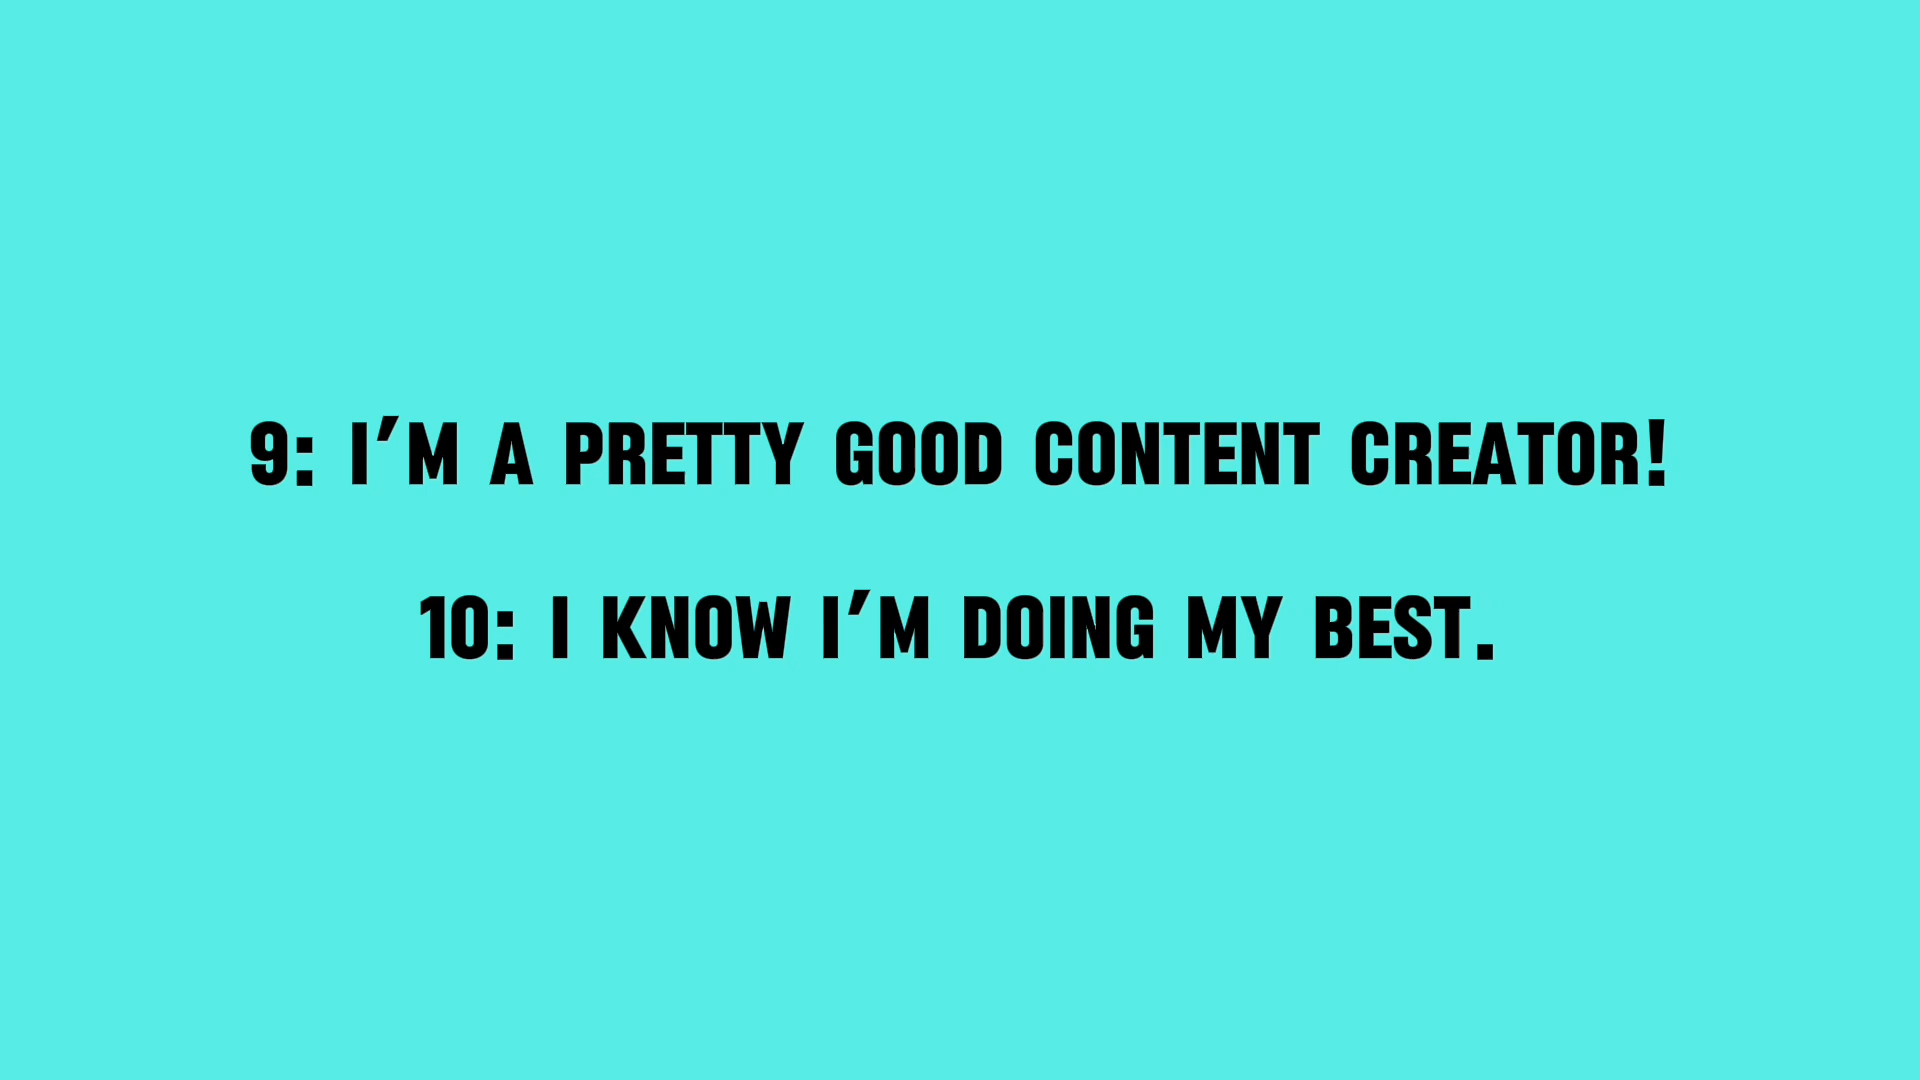 9: I'M A PRETTY GOOD CONTENT CREATOR!
10: I KNOW I'M DOING MY BEST.